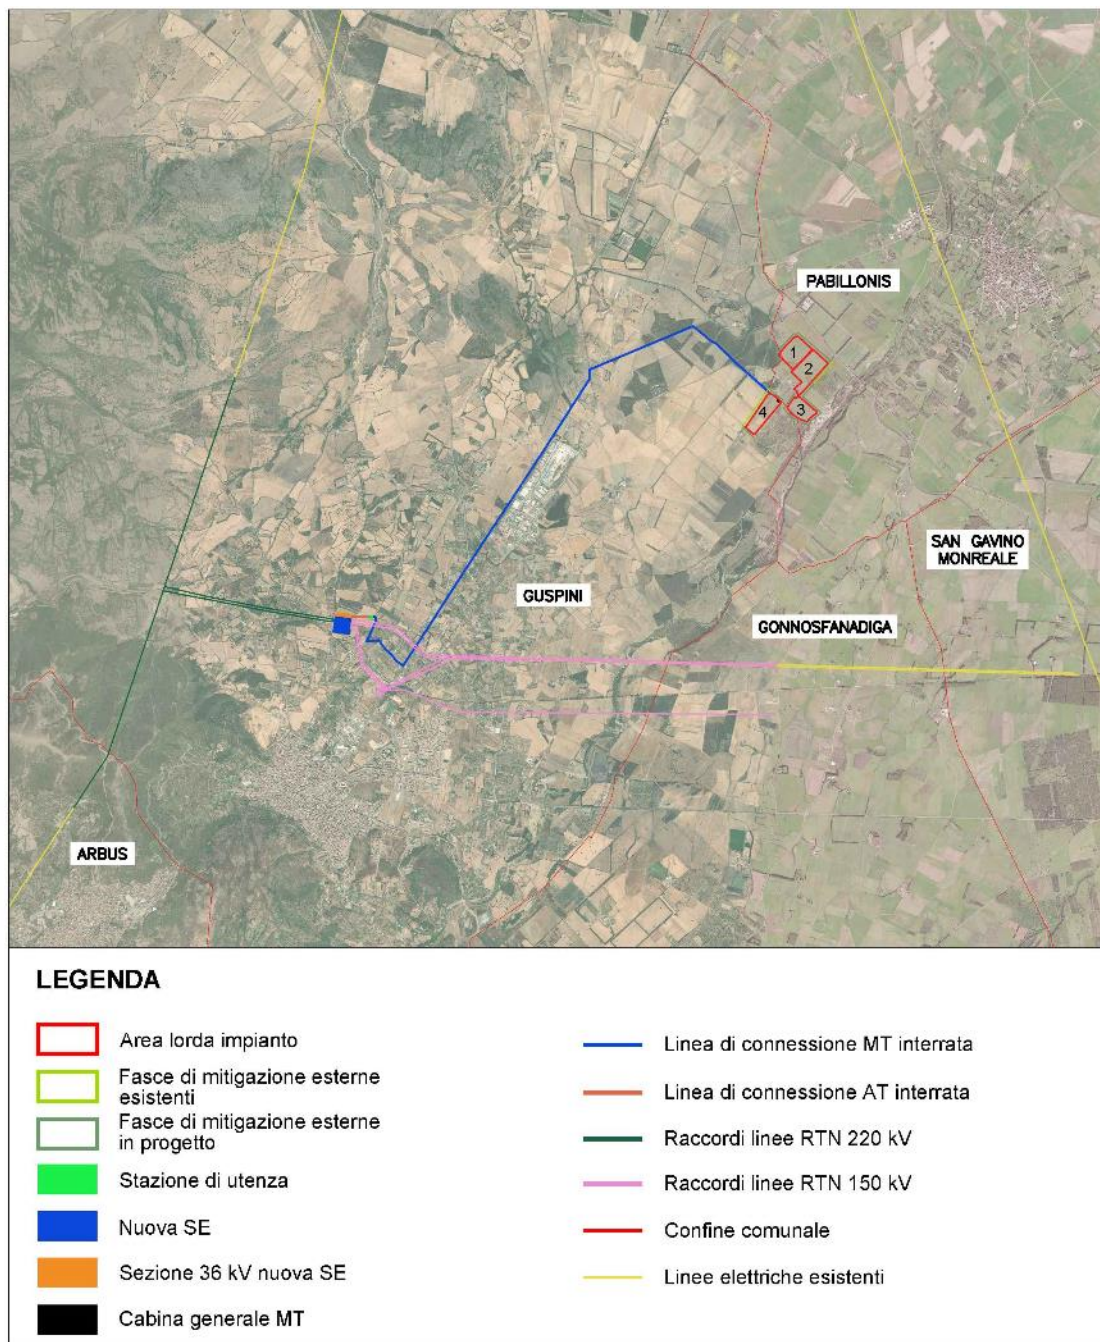 PABILLONIS
1
2
3
4
SAN GAVINO
MONREALE
GUSPINI
GONNOSFANADIGA
ARBUS
LEGENDA
Area lorda impianto
Fasce di mitigazione esterne
esistenti
Fasce di mitigazione esterne
in progetto
Stazione di utenza
Nuova SE
Sezione 36 kV nuova SE
Cabina generale MT
Linea di connessione MT interrata
Linea di connessione AT interrata
Raccordi linee RTN 220 kV
Raccordi linee RTN 150 kV
Confine comunale
Linee elettriche esistenti